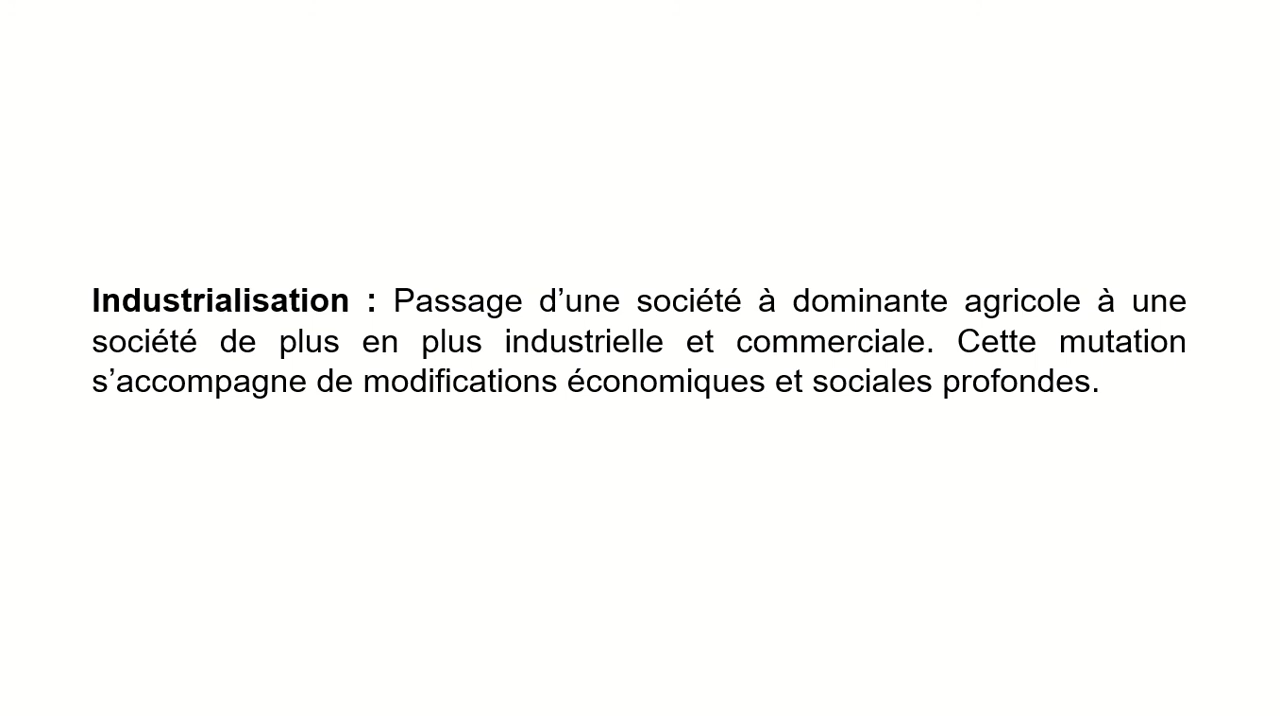 Industrialisation : Passage d’une société à dominante agricole à une
société de plus en plus industrielle et commerciale. Cette mutation
s’accompagne de modifications économiques et sociales profondes.